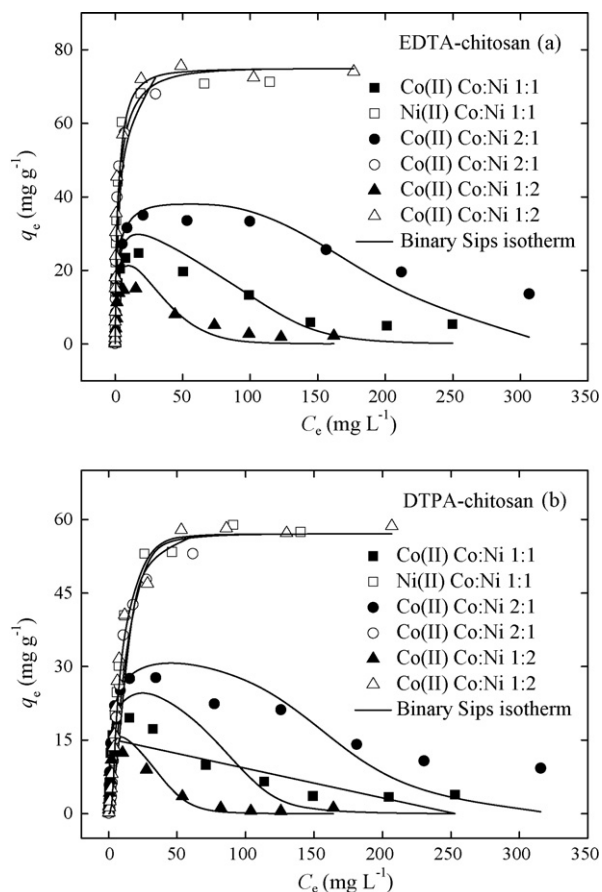 EDTA-chitosan (a)
80
60
40
20
0
q_e (mg g⁻¹)
Co(II) Co:Ni 1:1
Ni(II) Co:Ni 1:1
Co(II) Co:Ni 2:1
Co(II) Co:Ni 2:1
Co(II) Co:Ni 1:2
Co(II) Co:Ni 1:2
Binary Sips isotherm
0 50 100 150 200 250 300 350
C_e (mg L⁻¹)
DTPA-chitosan (b)
60
45
30
15
0
q_e (mg g⁻¹)
Co(II) Co:Ni 1:1
Ni(II) Co:Ni 1:1
Co(II) Co:Ni 2:1
Co(II) Co:Ni 2:1
Co(II) Co:Ni 1:2
Co(II) Co:Ni 1:2
Binary Sips isotherm
0 50 100 150 200 250 300 350
C_e (mg L⁻¹)